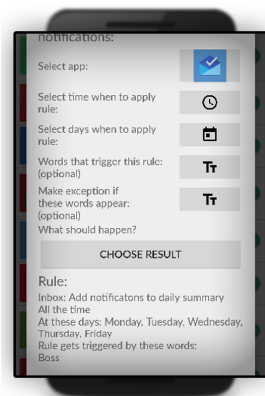 notifications:
Select app:
Select time when to apply
rule:
Select days when to apply
rule:
Words that trigger this rule:
(optional)
Make exception if
these words appear:
(optional)
What should happen?
CHOOSE RESULT
Rule:
Inbox: Add notificatons to daily summary
All the time
At these days: Monday, Tuesday, Wednesday,
Thursday, Friday
Rule gets triggered by these words:
Boss